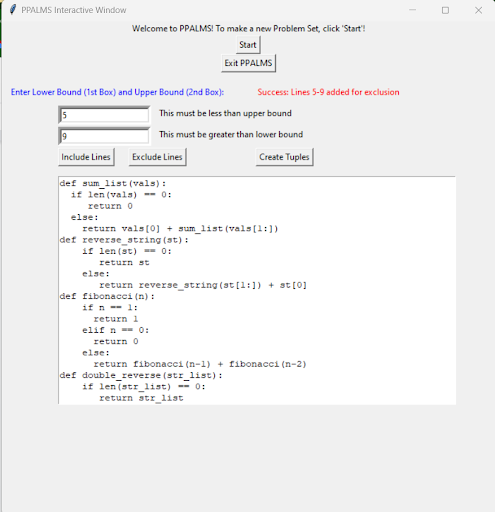 PPALMS Interactive Window
Welcome to PPALMS! To make a new Problem Set, click 'Start'!
Start
Exit PPALMS
Enter Lower Bound (1st Box) and Upper Bound (2nd Box): Success: Lines 5-9 added for exclusion
5 This must be less than upper bound
9 This must be greater than lower bound
Include Lines Exclude Lines Create Tuples
def sum_list(vals):
  if len(vals) == 0:
     return 0
  else:
    return vals[0] + sum_list(vals[1:])
def reverse_string(st):
    if len(st) == 0:
       return st
    else:
       return reverse_string(st[1:]) + st[0]
def fibonacci(n):
    if n == 1:
      return 1
    elif n == 0:
      return 0
    else:
      return fibonacci(n-1) + fibonacci(n-2)
def double_reverse(str_list):
    if len(str_list) == 0:
       return str_list